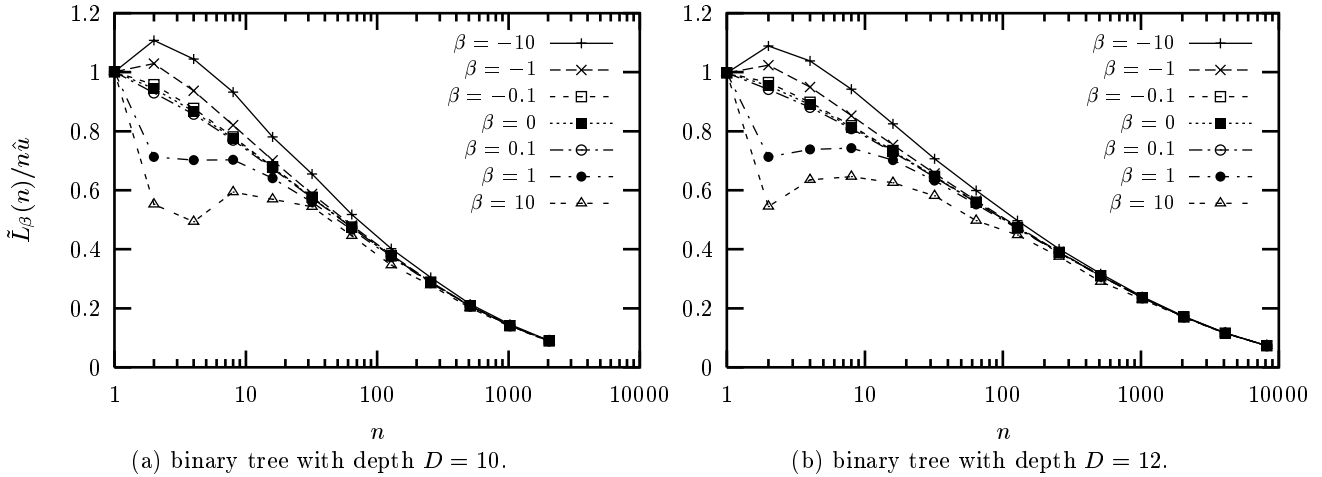 1.2
1
0.8
0.6
0.4
0.2
0
L̃β(n)/nû
β = −10
β = −1
β = −0.1
β = 0
β = 0.1
β = 1
β = 10
1 10 100 1000 10000
n
(a) binary tree with depth D = 10.
1.2
1
0.8
0.6
0.4
0.2
0
β = −10
β = −1
β = −0.1
β = 0
β = 0.1
β = 1
β = 10
1 10 100 1000 10000
n
(b) binary tree with depth D = 12.